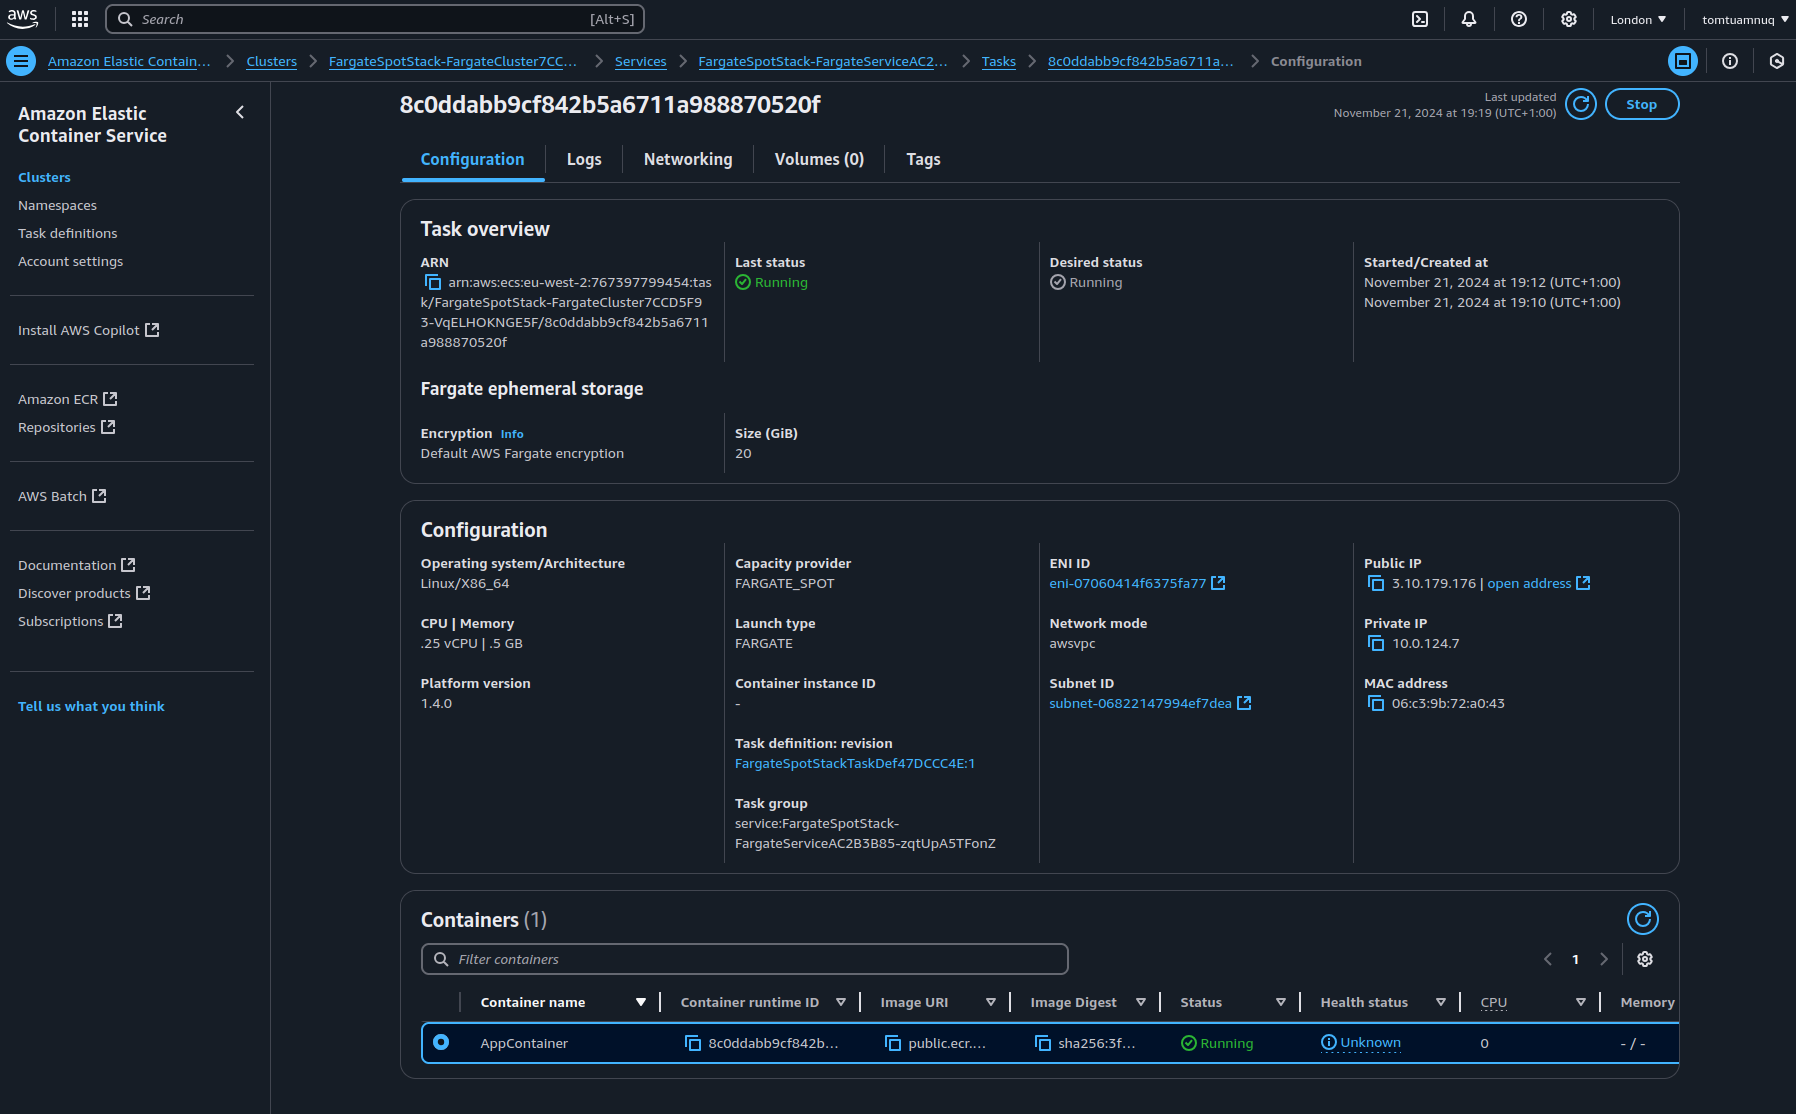 aws
Search [Alt+S]
London
tomtuamnuq
Amazon Elastic Contain...
Clusters
FargateSpotStack-FargateCluster7CC...
Services
FargateSpotStack-FargateServiceAC2...
Tasks
8c0ddabb9cf842b5a6711a...
Configuration
Amazon Elastic
Container Service
Clusters
Namespaces
Task definitions
Account settings
Install AWS Copilot
Amazon ECR
Repositories
AWS Batch
Documentation
Discover products
Subscriptions
Tell us what you think
8c0ddabb9cf842b5a6711a988870520f
Last updated
November 21, 2024 at 19:19 (UTC+1:00)
Stop
Configuration
Logs
Networking
Volumes (0)
Tags
Task overview
ARN
arn:aws:ecs:eu-west-2:767397799454:tas
k/FargateSpotStack-FargateCluster7CCD5F9
3-VqELHOKNGE5F/8c0ddabb9cf842b5a6711
a988870520f
Last status
Running
Desired status
Running
Started/Created at
November 21, 2024 at 19:12 (UTC+1:00)
November 21, 2024 at 19:10 (UTC+1:00)
Fargate ephemeral storage
Encryption Info
Default AWS Fargate encryption
Size (GiB)
20
Configuration
Operating system/Architecture
Linux/X86_64
CPU | Memory
.25 vCPU | .5 GB
Platform version
1.4.0
Capacity provider
FARGATE_SPOT
Launch type
FARGATE
Container instance ID
-
Task definition: revision
FargateSpotStackTaskDef47DCCC4E:1
Task group
service:FargateSpotStack-
FargateServiceAC2B3B85-zqtUpA5TFonZ
ENI ID
eni-07060414f6375fa77
Network mode
awsvpc
Subnet ID
subnet-06822147994ef7dea
Public IP
3.10.179.176 | open address
Private IP
10.0.124.7
MAC address
06:c3:9b:72:a0:43
Containers (1)
Filter containers
1
Container name Container runtime ID Image URI Image Digest Status Health status CPU Memory
AppContainer 8c0ddabb9cf842b... public.ecr.... sha256:3f... Running Unknown 0 - / -